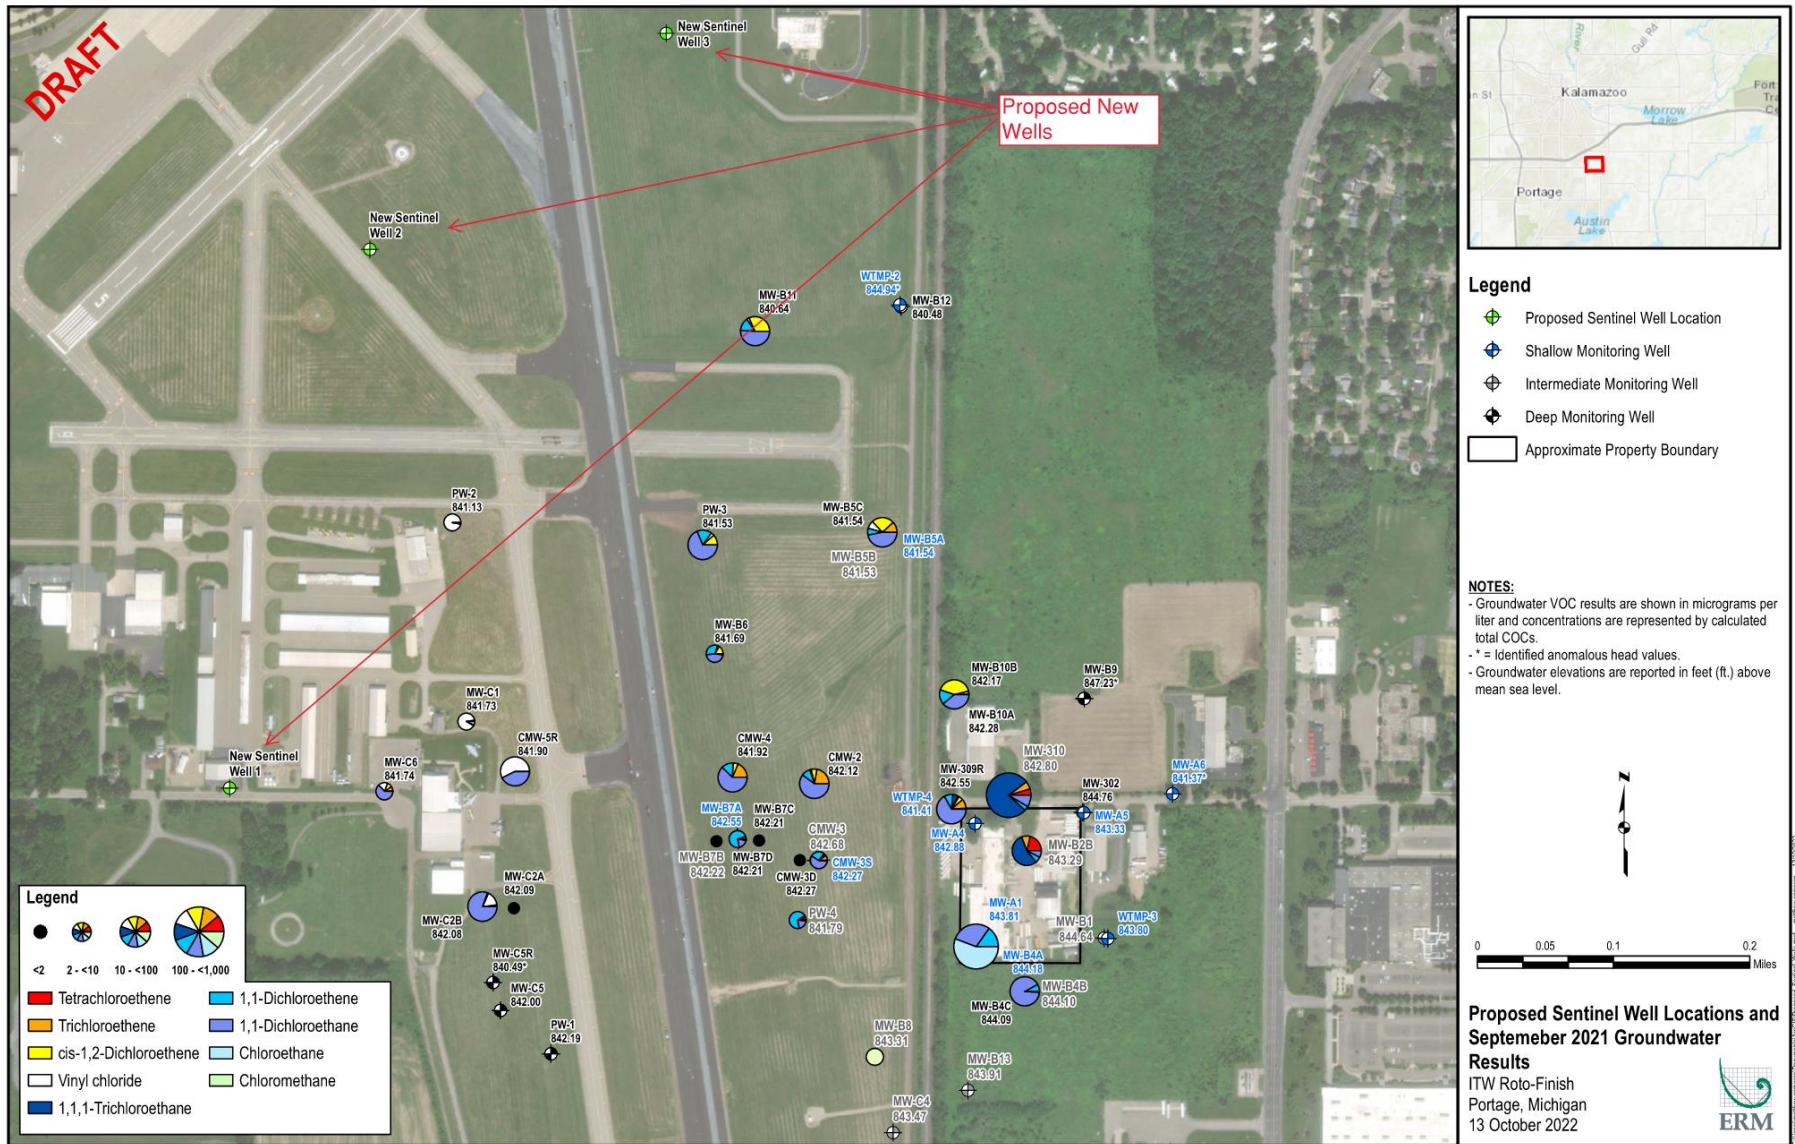 DRAFT
New Sentinel
Well 3
Proposed New
Wells
New Sentinel
Well 2
WTMP-2
844.94*
MW-B12
840.48
MW-B11
840.64
PW-2
841.13
PW-3
841.53
MW-B5C
841.54
MW-B5A
841.54
MW-B5B
841.53
MW-B6
841.69
MW-B10B
842.17
MW-B9
847.23*
MW-B10A
842.28
MW-C1
841.73
CMW-5R
841.90
CMW-4
841.92
CMW-2
842.12
MW-310
842.80
MW-309R
842.55
MW-302
844.76
MW-A6
841.37*
New Sentinel
Well 1
MW-C6
841.74
WTMP-4
841.41
MW-A5
843.33
MW-A4
842.88
MW-B7A
842.55
MW-B7C
842.21
MW-B7B
842.22
MW-B7D
842.21
CMW-3
842.68
CMW-3S
842.27
CMW-3D
842.27
MW-B2B
843.29
MW-C2A
842.09
MW-C2B
842.08
PW-4
841.79
MW-A1
843.81
MW-B1
844.64
WTMP-3
843.80
MW-B4A
844.18
MW-B4B
844.10
MW-B4C
844.09
MW-C5R
840.49*
MW-C5
842.00
PW-1
842.19
MW-B8
843.31
MW-B13
843.91
MW-C4
843.47
Legend
<2
2 - <10
10 - <100
100 - <1,000
Tetrachloroethene
Trichloroethene
cis-1,2-Dichloroethene
Vinyl chloride
1,1,1-Trichloroethane
1,1-Dichloroethene
1,1-Dichloroethane
Chloroethane
Chloromethane
River
Gull Rd
n St
Kalamazoo
Fort
Morrow
Lake
Portage
Austin
Lake
Legend
Proposed Sentinel Well Location
Shallow Monitoring Well
Intermediate Monitoring Well
Deep Monitoring Well
Approximate Property Boundary
NOTES:
- Groundwater VOC results are shown in micrograms per
liter and concentrations are represented by calculated
total COCs.
- * = Identified anomalous head values.
- Groundwater elevations are reported in feet (ft.) above
mean sea level.
N
0
0.05
0.1
0.2
Miles
Proposed Sentinel Well Locations and
Septemeber 2021 Groundwater
Results
ITW Roto-Finish
Portage, Michigan
13 October 2022
ERM